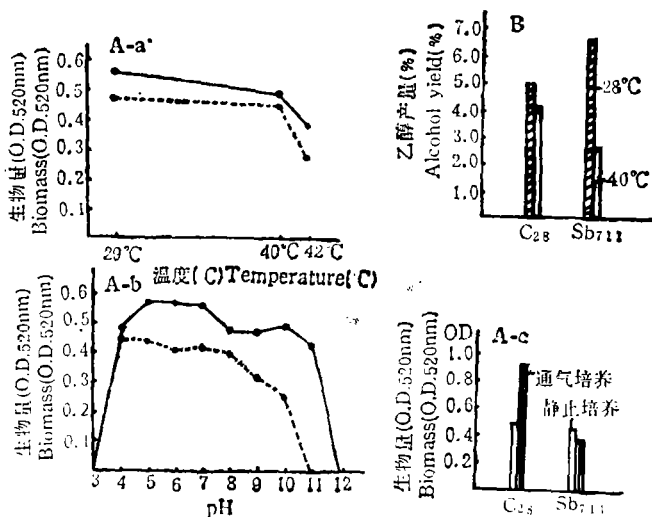 A-a
生物量(O.D.520nm)
Biomass(O.D.520nm)
0.6
0.5
0.4
0.3
0.2
0.1
29℃
40℃
42℃
温度(℃)Temperature(℃)
B
乙醇产量(%)
Alcohol yield(%)
7.0
6.0
5.0
4.0
3.0
2.0
1.0
28℃
40℃
C28
Sb711
A-b
生物量(O.D.520nm)
Biomass(O.D.520nm)
0.6
0.5
0.4
0.3
0.2
0.1
0
3 4 5 6 7 8 9 10 11 12
pH
OD
A-c
生物量(O.D.520nm)
Biomass(O.D.520nm)
1.0
0.8
0.6
0.4
0.2
通气培养
静止培养
C28
Sb711